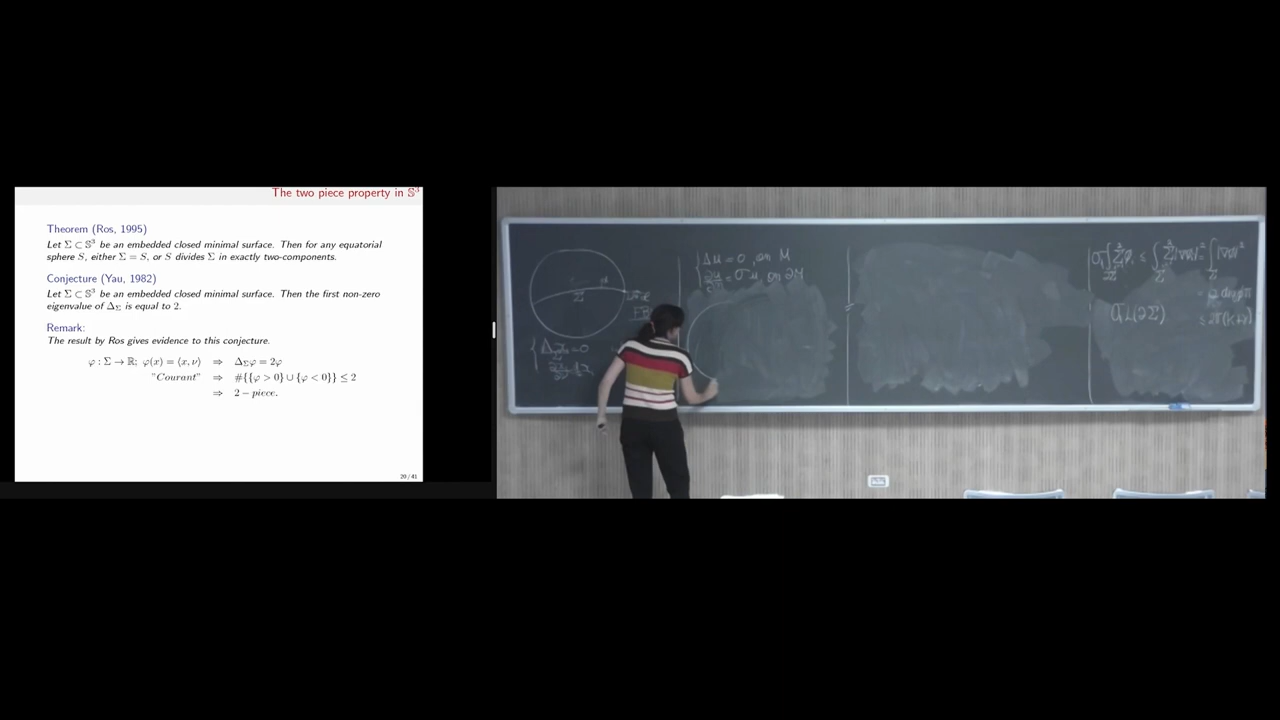 The two piece property in 𝕊³
Theorem (Ros, 1995)
Let Σ ⊂ 𝕊³ be an embedded closed minimal surface. Then for any equatorial
sphere S, either Σ = S, or S divides Σ in exactly two-components.
Conjecture (Yau, 1982)
Let Σ ⊂ 𝕊³ be an embedded closed minimal surface. Then the first non-zero
eigenvalue of Δ_Σ is equal to 2.
Remark:
The result by Ros gives evidence to this conjecture.
φ : Σ → ℝ; φ(x) = ⟨x, ν⟩ ⇒ Δ_Σφ = 2φ
"Courant" ⇒ #{{φ > 0} ∪ {φ < 0}} ≤ 2
⇒ 2 − piece.
20 / 41
Σ
Δu = 0, on M
∂u/∂ν = σu, on ∂M
σ₁L(∂Σ)